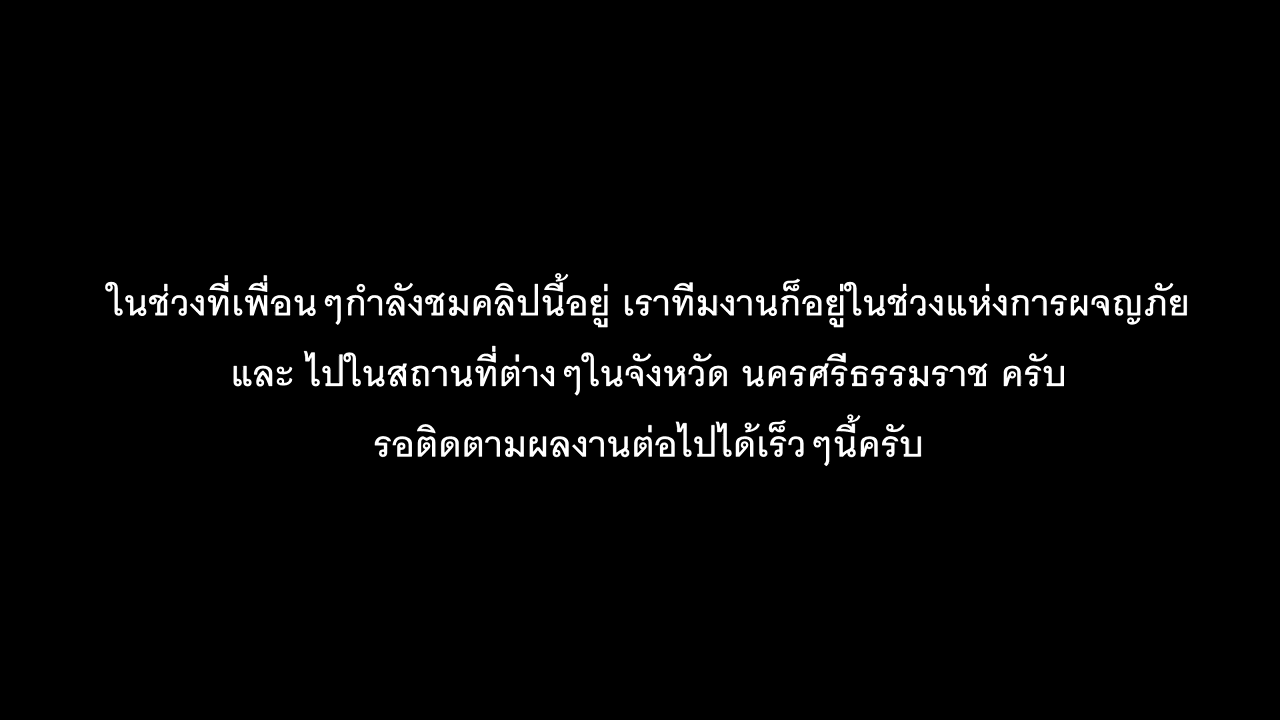 ในช่วงที่เพื่อนๆกำลังชมคลิปนี้อยู่ เราทีมงานก็อยู่ในช่วงแห่งการผจญภัย
และ ไปในสถานที่ต่างๆในจังหวัด นครศรีธรรมราช ครับ
รอติดตามผลงานต่อไปได้เร็วๆนี้ครับ